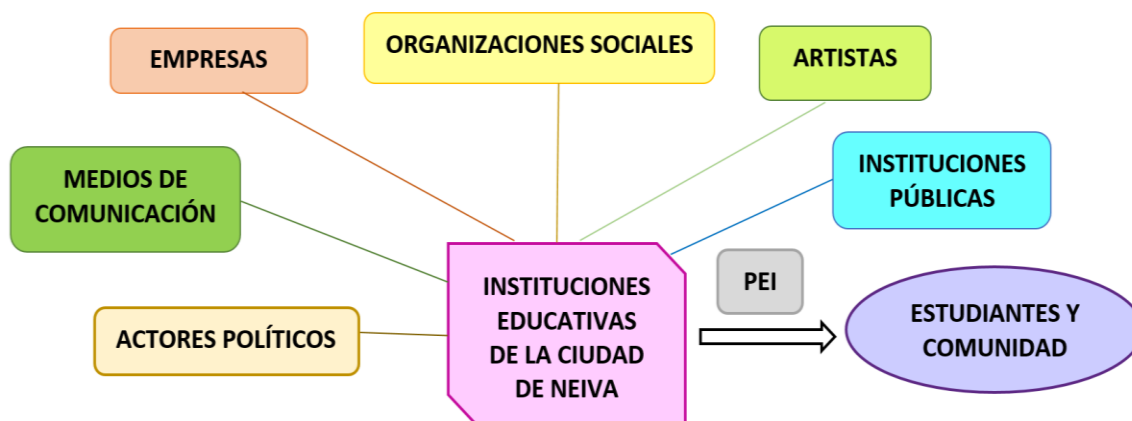 ORGANIZACIONES SOCIALES
EMPRESAS
ARTISTAS
MEDIOS DE
COMUNICACIÓN
INSTITUCIONES
PÚBLICAS
ACTORES POLÍTICOS
INSTITUCIONES
EDUCATIVAS
DE LA CIUDAD
DE NEIVA
PEI
ESTUDIANTES Y
COMUNIDAD